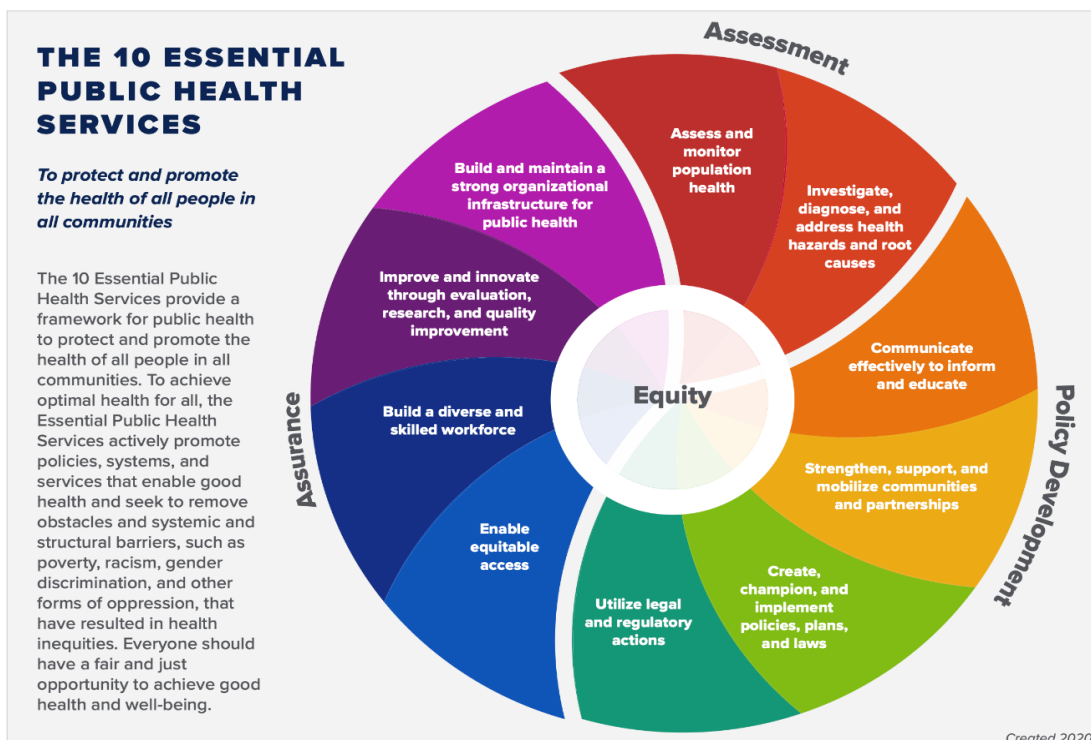 THE 10 ESSENTIAL
PUBLIC HEALTH
SERVICES
To protect and promote
the health of all people in
all communities
The 10 Essential Public
Health Services provide a
framework for public health
to protect and promote the
health of all people in all
communities. To achieve
optimal health for all, the
Essential Public Health
Services actively promote
policies, systems, and
services that enable good
health and seek to remove
obstacles and systemic and
structural barriers, such as
poverty, racism, gender
discrimination, and other
forms of oppression, that
have resulted in health
inequities. Everyone should
have a fair and just
opportunity to achieve good
health and well-being.
Assessment
Assess and
monitor
population
health
Investigate,
diagnose, and
address health
hazards and root
causes
Policy Development
Communicate
effectively to inform
and educate
Strengthen, support, and
mobilize communities
and partnerships
Create,
champion, and
implement
policies, plans,
and laws
Utilize legal
and regulatory
actions
Assurance
Enable
equitable
access
Build a diverse and
skilled workforce
Improve and innovate
through evaluation,
research, and quality
improvement
Build and maintain a
strong organizational
infrastructure for
public health
Equity
Created 2020